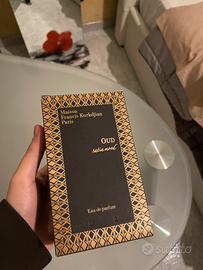 Maison
Francis Kurkdjian
Paris
OUD
satin mood
Eau de parfum
subito